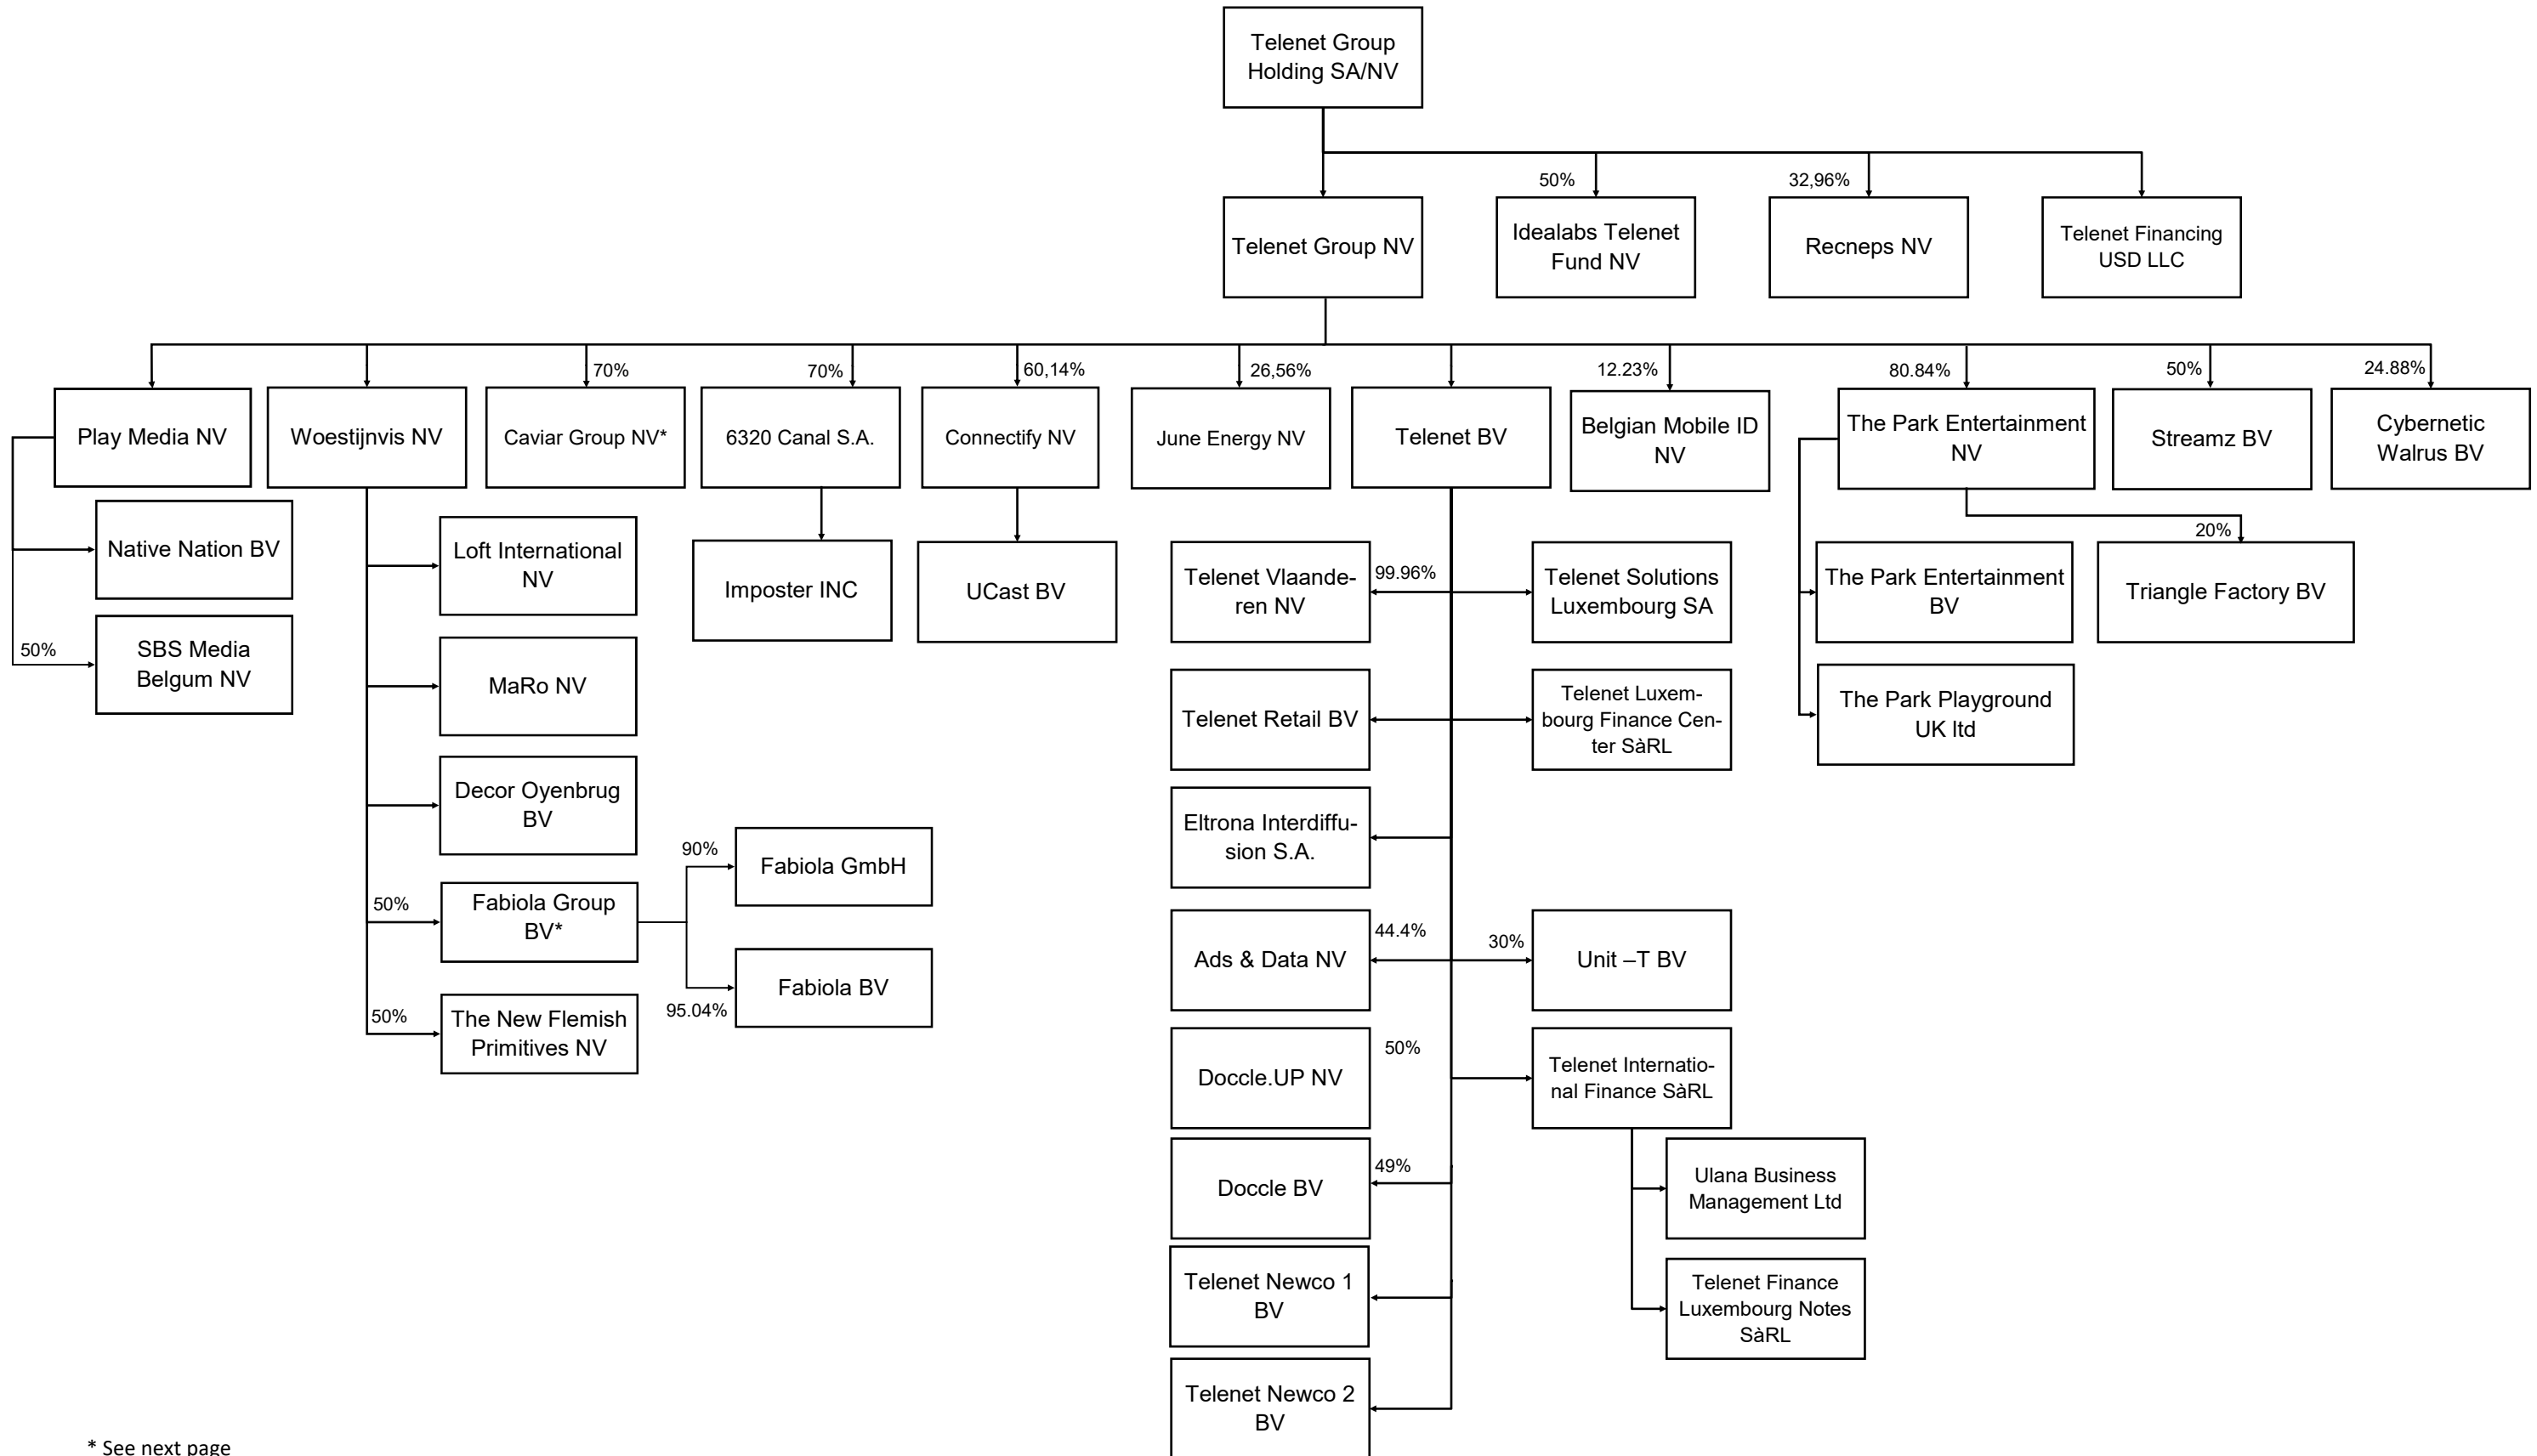 Telenet Group
Holding SA/NV
50%
32,96%
Telenet Group NV
Idealabs Telenet
Fund NV
Recneps NV
Telenet Financing
USD LLC
70%
70%
60,14%
26,56%
12.23%
80.84%
50%
24.88%
Play Media NV
Woestijnvis NV
Caviar Group NV*
6320 Canal S.A.
Connectify NV
June Energy NV
Telenet BV
Belgian Mobile ID
NV
The Park Entertainment
NV
Streamz BV
Cybernetic
Walrus BV
Native Nation BV
50%
SBS Media
Belgum NV
Loft International
NV
MaRo NV
Decor Oyenbrug
BV
50%
Fabiola Group
BV*
90%
Fabiola GmbH
95.04%
Fabiola BV
50%
The New Flemish
Primitives NV
Imposter INC
UCast BV
Telenet Vlaande-
ren NV
99.96%
Telenet Solutions
Luxembourg SA
Telenet Retail BV
Telenet Luxem-
bourg Finance Cen-
ter SàRL
Eltrona Interdiffu-
sion S.A.
Ads & Data NV
44.4%
30%
Unit –T BV
Doccle.UP NV
50%
Telenet Internatio-
nal Finance SàRL
Doccle BV
49%
Ulana Business
Management Ltd
Telenet Newco 1
BV
Telenet Finance
Luxembourg Notes
SàRL
Telenet Newco 2
BV
20%
The Park Entertainment
BV
Triangle Factory BV
The Park Playground
UK ltd
* See next page